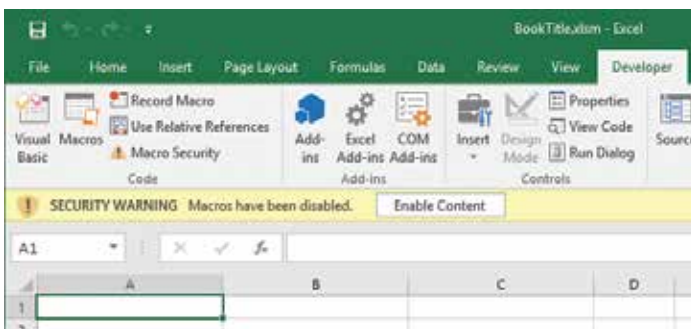 BookTitle.xlsm - Excel
File Home Insert Page Layout Formulas Data Review View Developer
Visual Basic
Macros
Record Macro
Use Relative References
Macro Security
Code
Add-ins
Excel Add-ins
COM Add-ins
Add-ins
Insert
Design Mode
Properties
View Code
Run Dialog
Controls
Source
SECURITY WARNING Macros have been disabled. Enable Content
A1 fx
A B C D
1